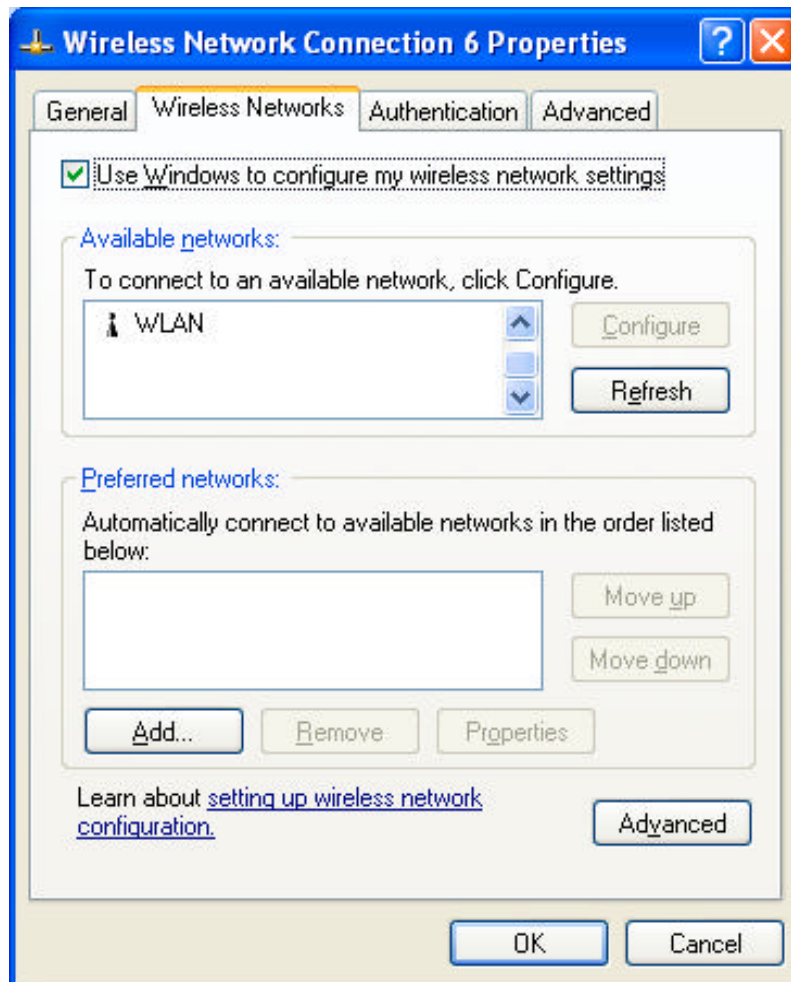 Wireless Network Connection 6 Properties
General Wireless Networks Authentication Advanced
Use Windows to configure my wireless network settings
Available networks:
To connect to an available network, click Configure.
WLAN
Configure
Refresh
Preferred networks:
Automatically connect to available networks in the order listed
below:
Move up
Move down
Add... Remove Properties
Learn about setting up wireless network
configuration.
Advanced
OK Cancel